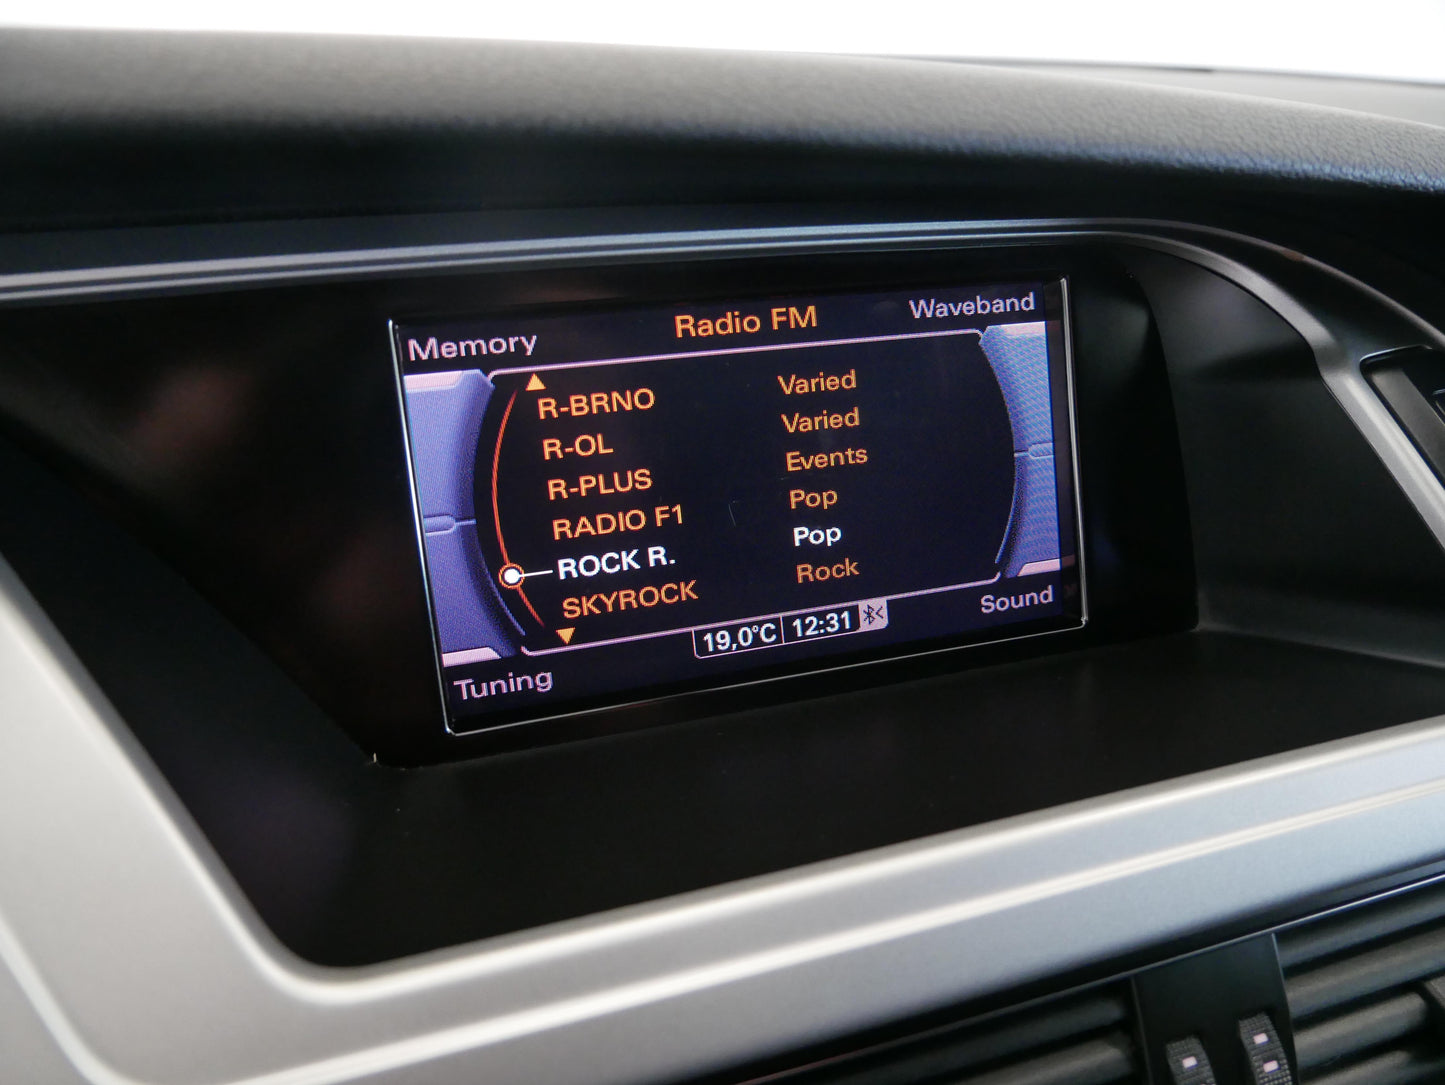 Memory Radio FM Waveband
R-BRNO Varied
R-OL Varied
R-PLUS Events
RADIO F1 Pop
ROCK R. Pop
SKYROCK Rock
19,0°C 12:31
Tuning Sound